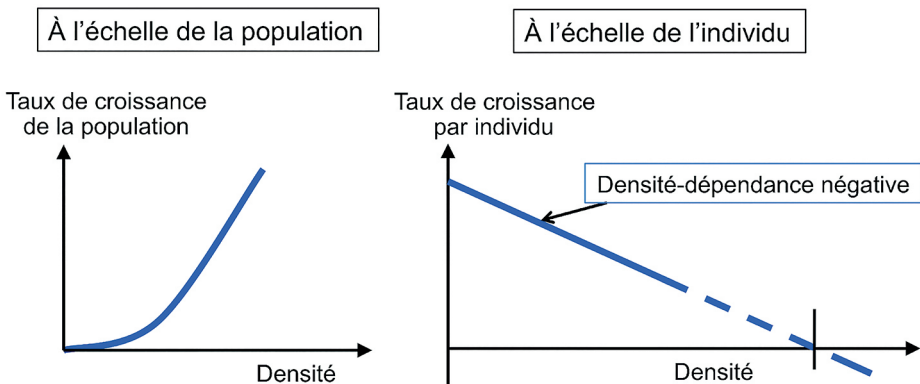 À l'échelle de la population
Taux de croissance
de la population
Densité
À l'échelle de l'individu
Taux de croissance
par individu
Densité-dépendance négative
Densité